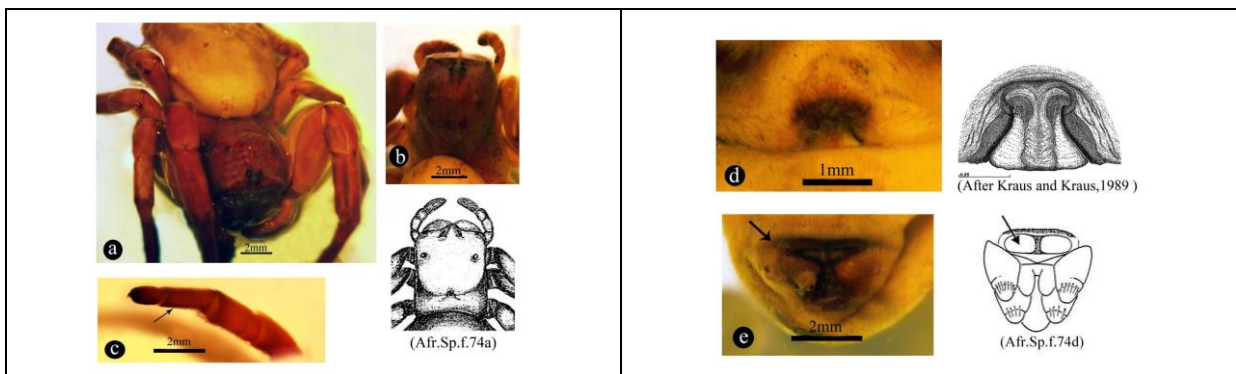 a
2mm
b
2mm
c
2mm
(Afr.Sp.f.74a)
d
1mm
(After Kraus and Kraus,1989 )
e
2mm
(Afr.Sp.f.74d)